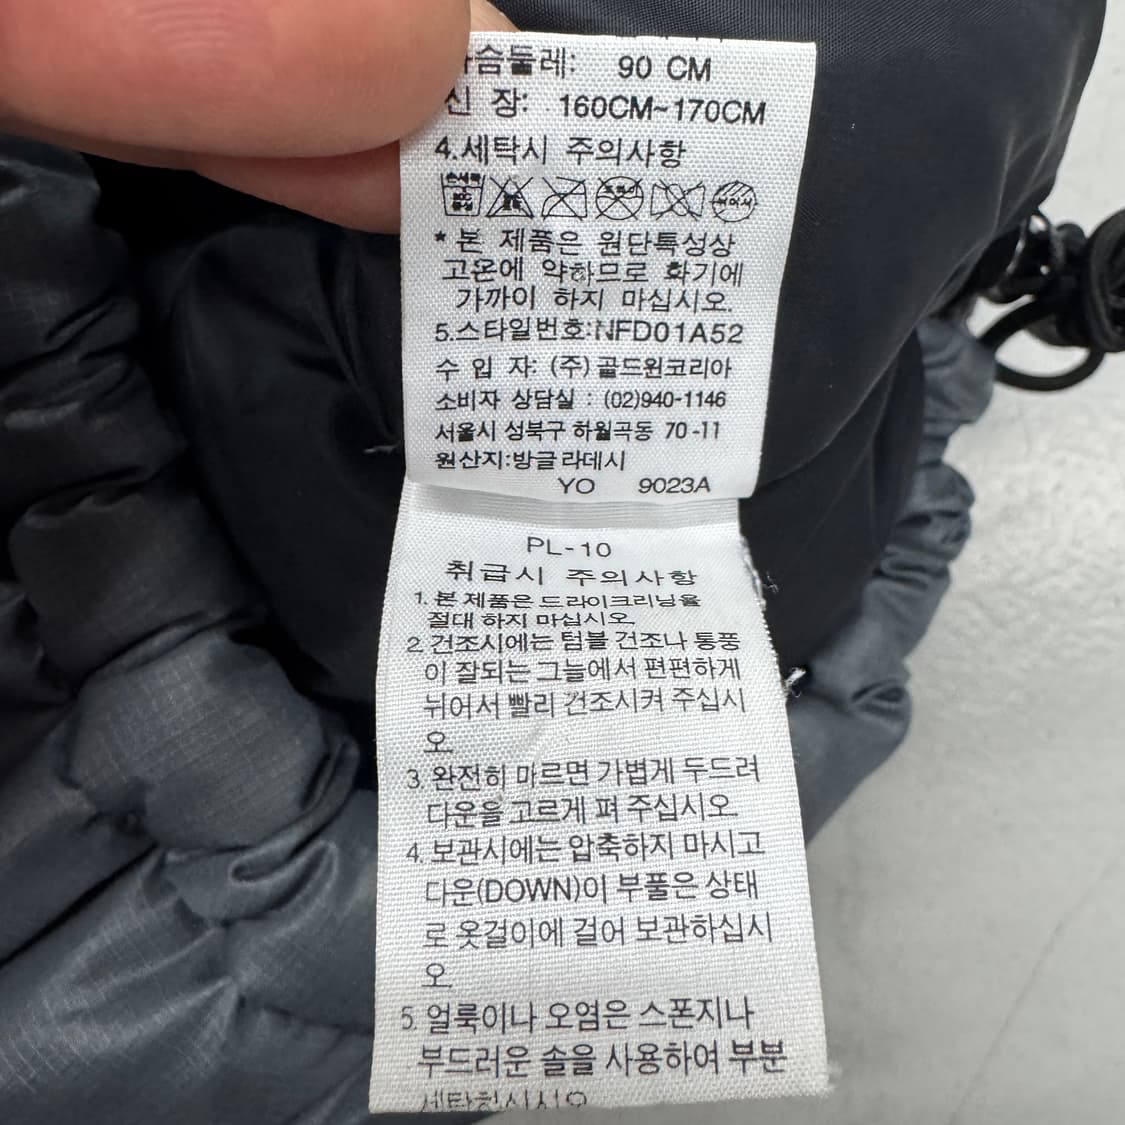 가슴둘레: 90 CM
신 장: 160CM~170CM
4.세탁시 주의사항
* 본 제품은 원단특성상
고온에 약하므로 화기에
가까이 하지 마십시오.
5.스타일번호:NFD01A52
수 입 자: (주)골드윈코리아
소비자 상담실 : (02)940-1146
서울시 성북구 하월곡동 70-11
원산지:방글라데시
YO 9023A
PL-10
취급시 주의사항
1. 본 제품은 드라이크리닝을
절대 하지 마십시오.
2. 건조시에는 텀블 건조나 통풍
이 잘되는 그늘에서 편편하게
뉘어서 빨리 건조시켜 주십시
오.
3. 완전히 마르면 가볍게 두드려
다운을 고르게 펴 주십시오.
4. 보관시에는 압축하지 마시고
다운(DOWN)이 부풀은 상태
로 옷걸이에 걸어 보관하십시
오.
5. 얼룩이나 오염은 스폰지나
부드러운 솔을 사용하여 부분
세탁하십시오